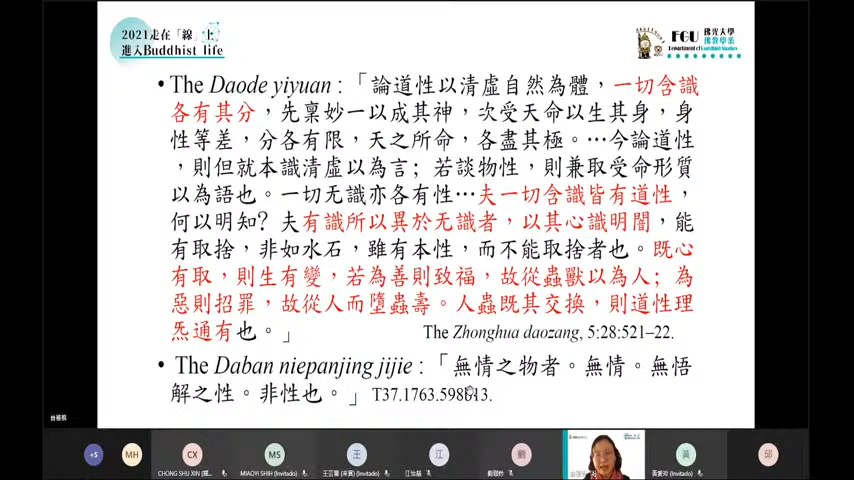 2021走在「線」上
進入Buddhist life
FGU 佛光大學
佛教學系
Department of Buddhist Studies
• The Daode yiyuan :「論道性以清虛自然為體，一切含識
各有其分，先稟妙一以成其神，次受天命以生其身，身
性等差，分各有限，天之所命，各盡其極。…今論道性
，則但就本識清虛以為言；若談物性，則兼取受命形質
以為語也。一切无識亦各有性…夫一切含識皆有道性，
何以明知？夫有識所以異於无識者，以其心識明闇，能
有取捨，非如水石，雖有本性，而不能取捨者也。既心
有取，則生有變，若為善則致福，故從蟲獸以為人；為
惡則招罪，故從人而墮蟲壽。人蟲既其交換，則道性理
炁通有也。」
The Zhonghua daozang, 5:28:521–22.
• The Daban niepanjing jijie :「無情之物者。無情。無悟
解之性。非性也。」T37.1763.598b13.
+5
MH
CX
MS
王
江
劉
黃
邱
CHONG SHU XIN
MIAOYI SHIH (Invitado)
(Invitado)
(Invitado)